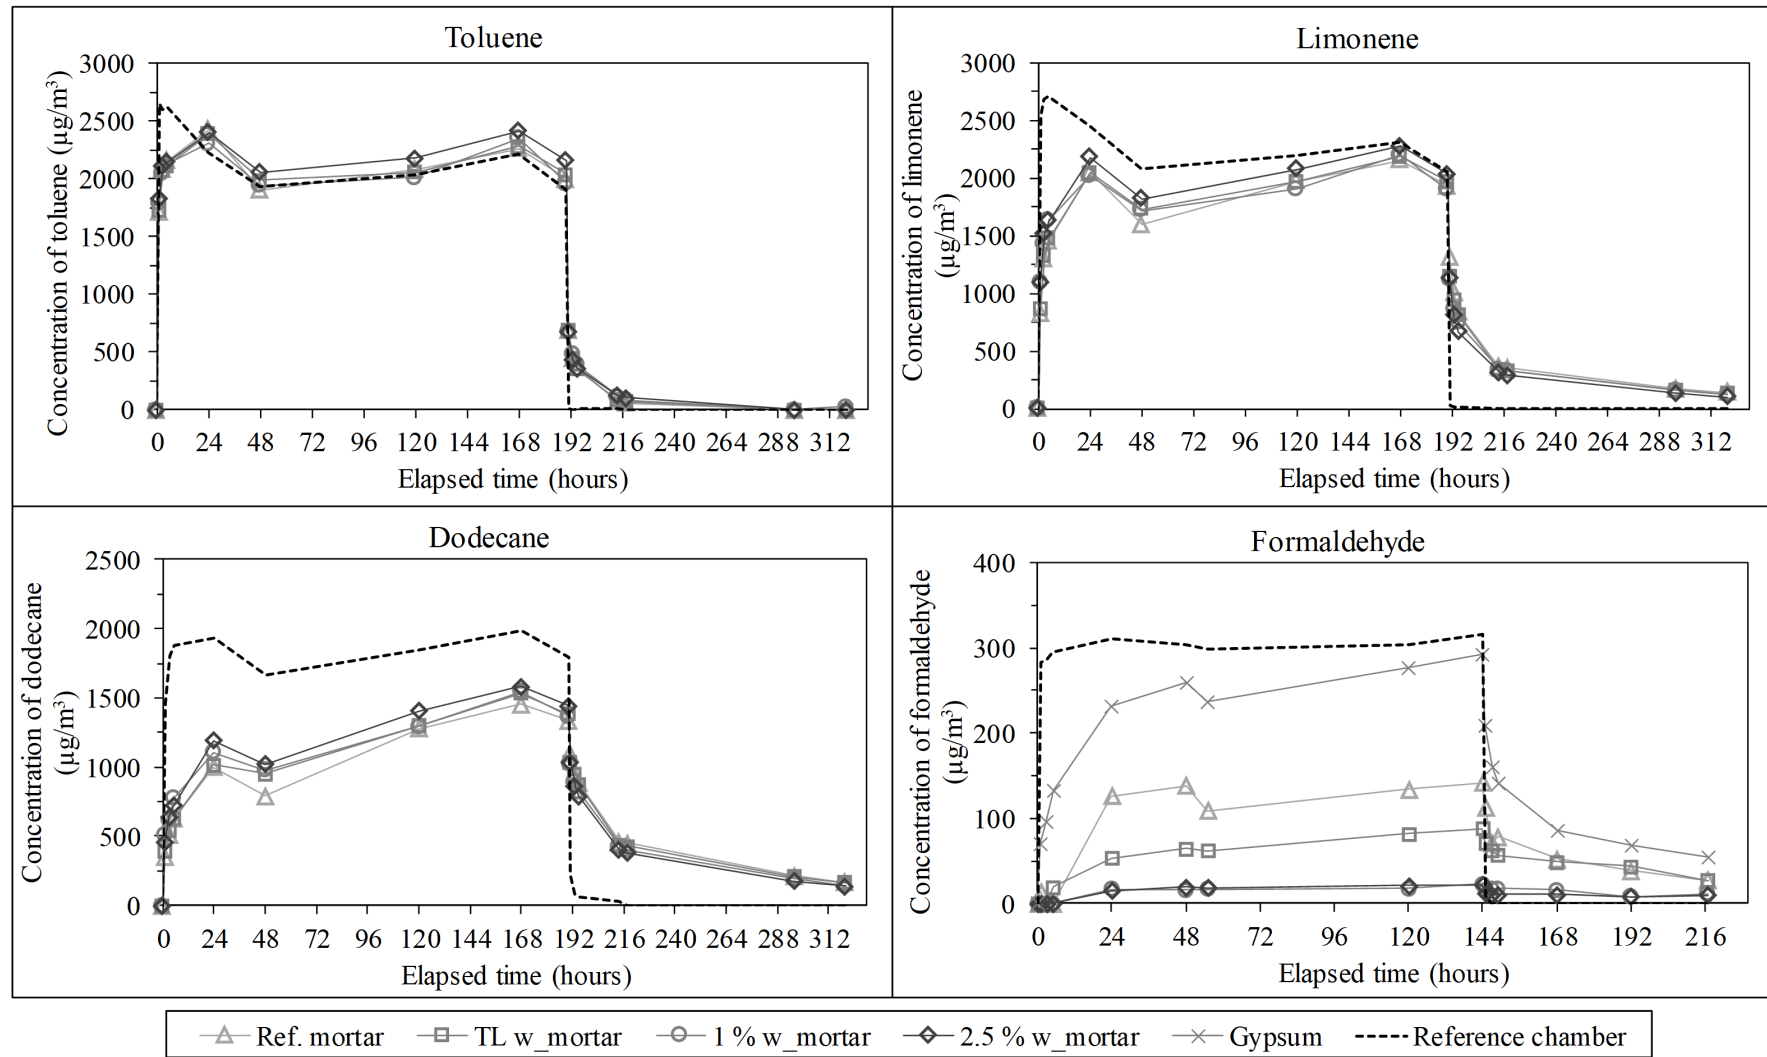 Toluene
Concentration of toluene (µg/m³)
3000
2500
2000
1500
1000
500
0
0 24 48 72 96 120 144 168 192 216 240 264 288 312
Elapsed time (hours)
Limonene
Concentration of limonene
(µg/m³)
3000
2500
2000
1500
1000
500
0
0 24 48 72 96 120 144 168 192 216 240 264 288 312
Elapsed time (hours)
Dodecane
Concentration of dodecane
(µg/m³)
2500
2000
1500
1000
500
0
0 24 48 72 96 120 144 168 192 216 240 264 288 312
Elapsed time (hours)
Formaldehyde
Concentration of formaldehyde
(µg/m³)
400
300
200
100
0
0 24 48 72 96 120 144 168 192 216
Elapsed time (hours)
Ref. mortar TL w_mortar 1 % w_mortar 2.5 % w_mortar Gypsum Reference chamber